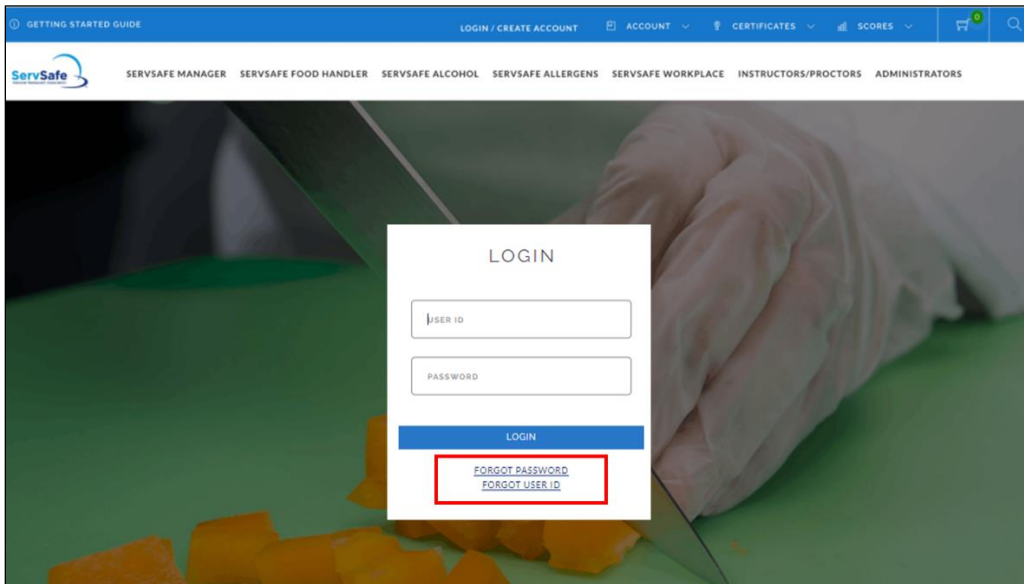 GETTING STARTED GUIDE
LOGIN / CREATE ACCOUNT
ACCOUNT
CERTIFICATES
SCORES
0
ServSafe
SERVSAFE MANAGER SERVSAFE FOOD HANDLER SERVSAFE ALCOHOL SERVSAFE ALLERGENS SERVSAFE WORKPLACE INSTRUCTORS/PROCTORS ADMINISTRATORS
LOGIN
USER ID
PASSWORD
LOGIN
FORGOT PASSWORD
FORGOT USER ID